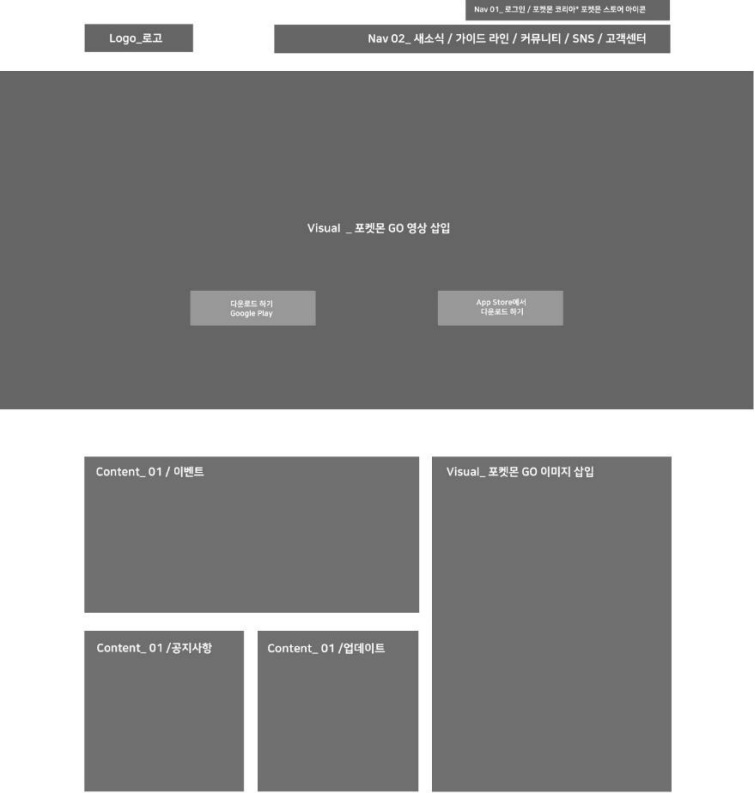 Nav 01_ 로그인 / 포켓몬 코리아* 포켓몬 스토어 아이콘
Logo_로고
Nav 02_ 새소식 / 가이드 라인 / 커뮤니티 / SNS / 고객센터
Visual _ 포켓몬 GO 영상 삽입
다운로드 하기
Google Play
App Store에서
다운로드 하기
Content_ 01 / 이벤트
Visual_ 포켓몬 GO 이미지 삽입
Content_ 01 /공지사항
Content_ 01 /업데이트